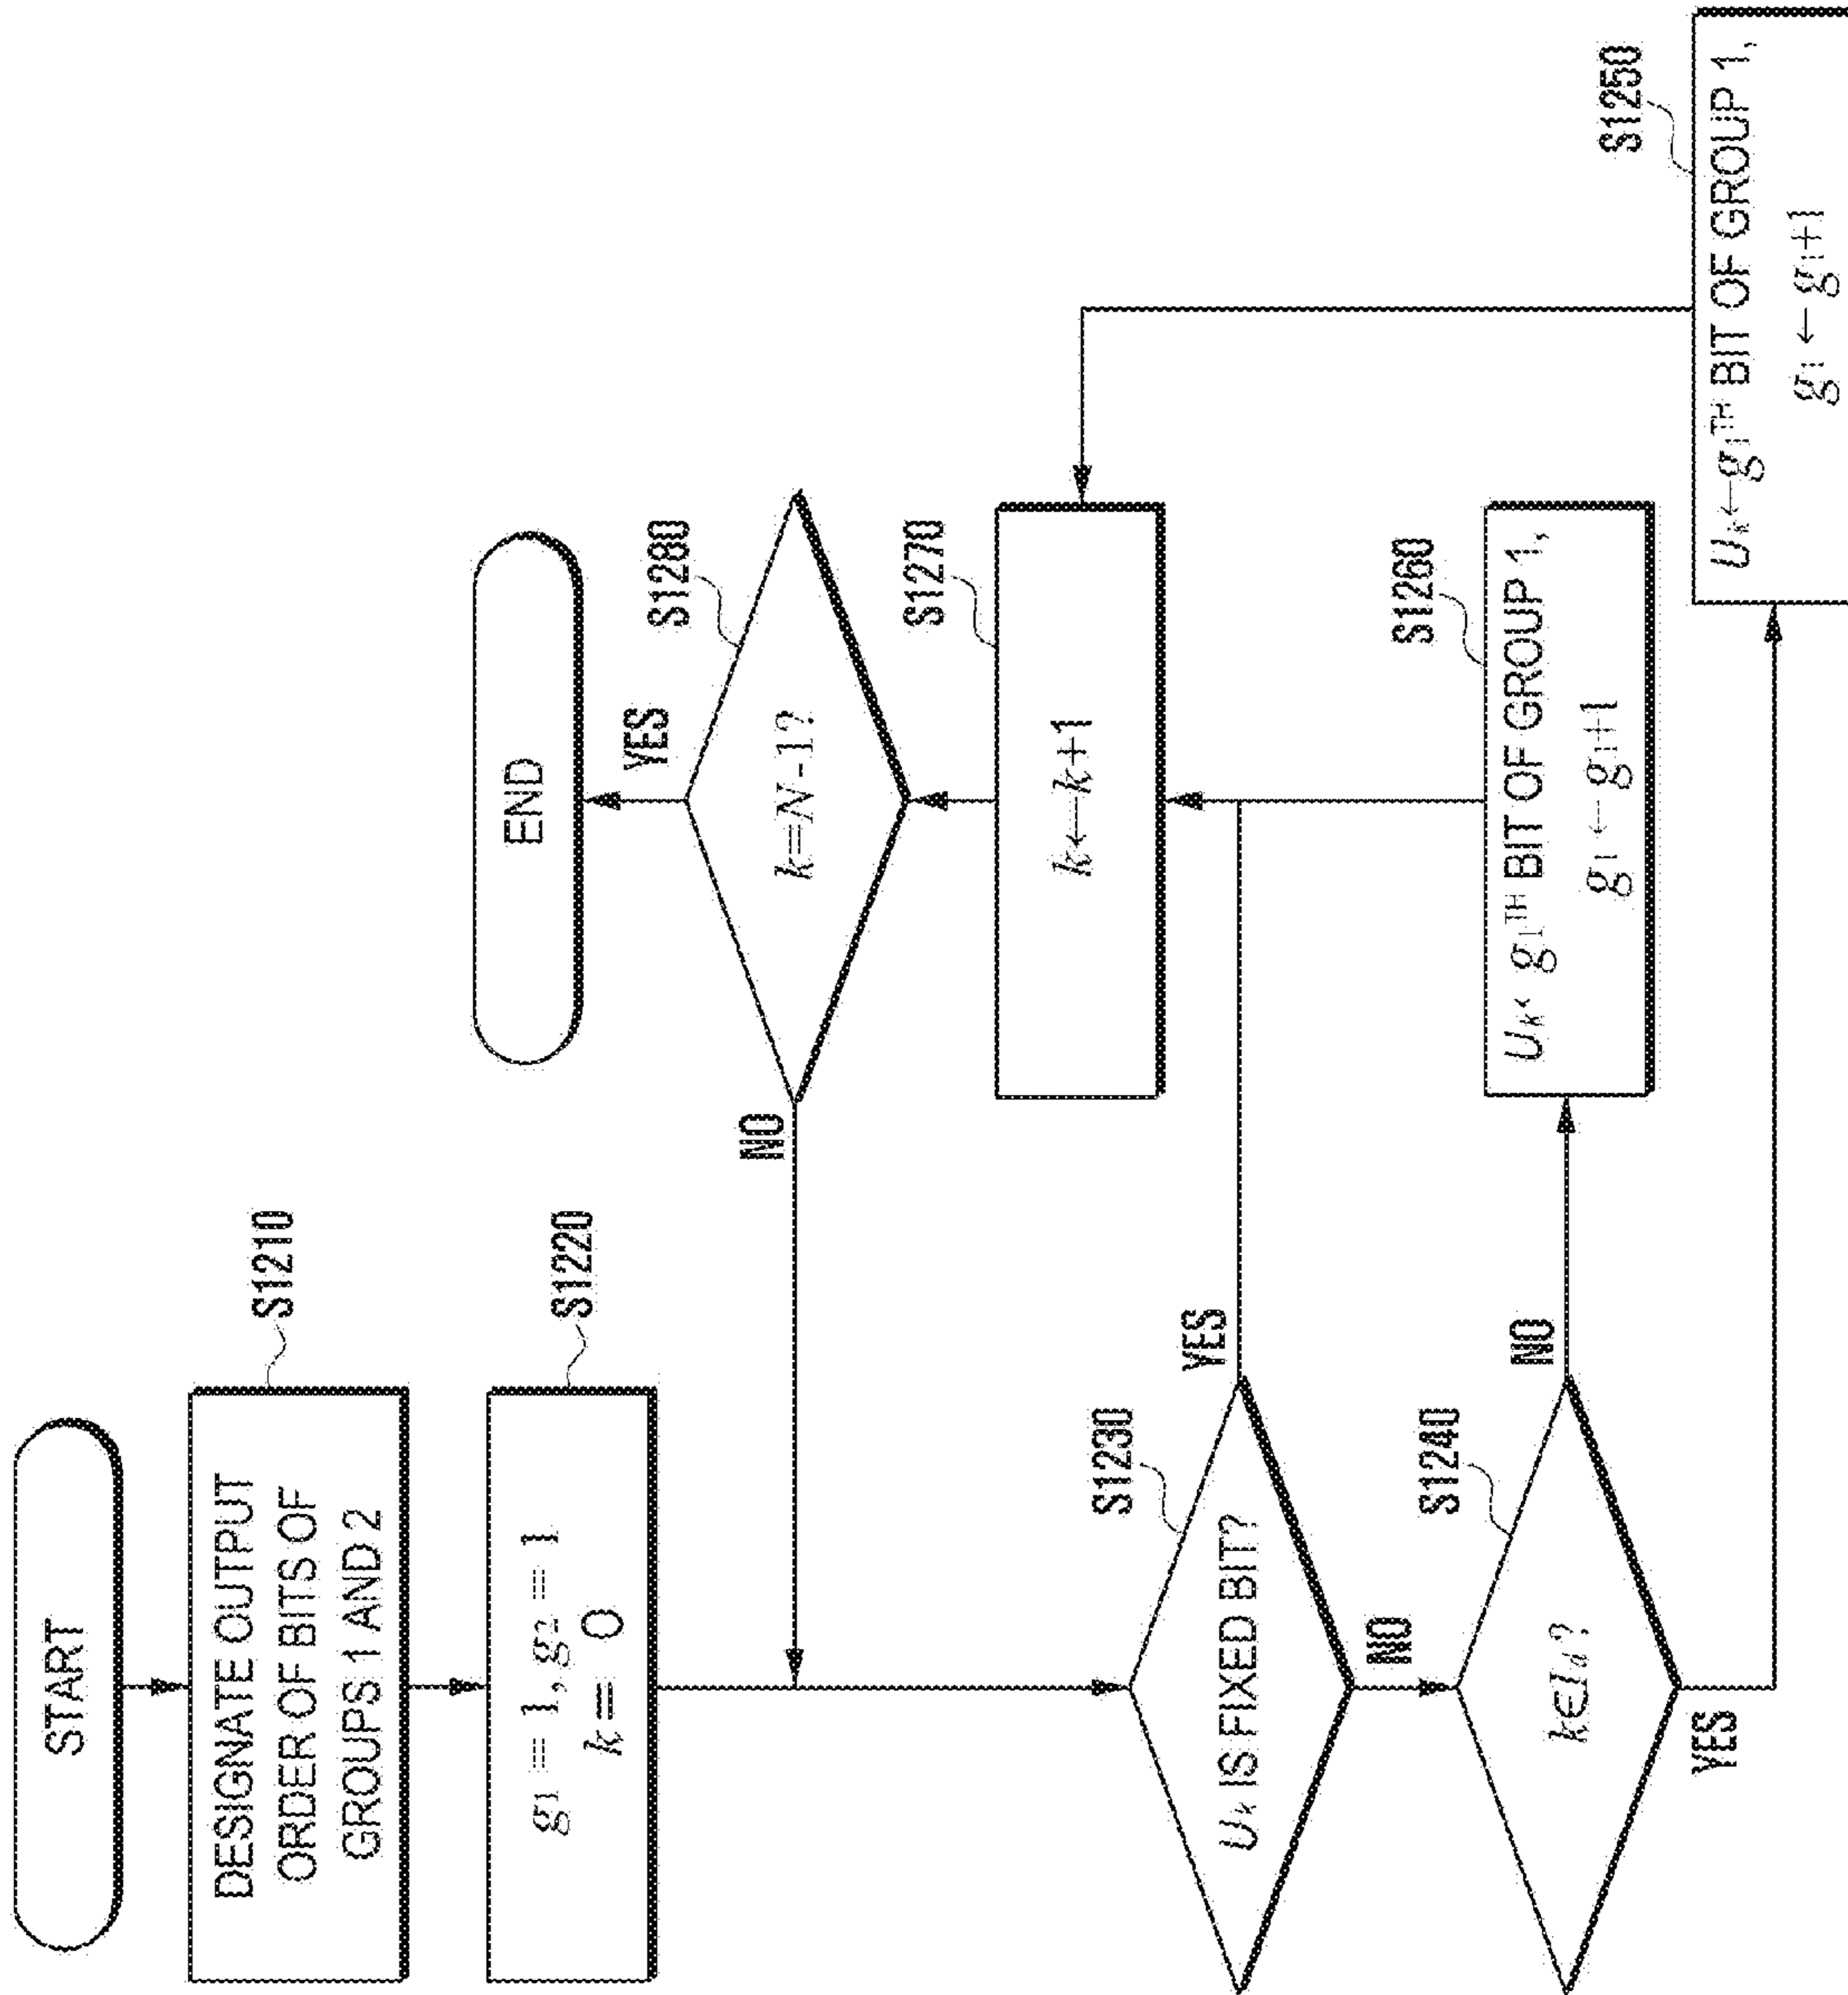 START
DESIGNATE OUTPUT
ORDER OF BITS OF
GROUPS 1 AND 2
S1210
g₁ = 1, g₂ = 1
k = 0
S1220
Uₖ IS FIXED BIT?
S1230
YES
NO
k∈I_d?
S1240
NO
YES
Uₖ←g₁ᵀᴴ BIT OF GROUP 1,
g₁ ← g₁+1
S1250
Uₖ← g₁ᵀᴴ BIT OF GROUP 1,
g₁ ← g₁+1
S1260
k←k+1
S1270
k=N-1?
S1280
NO
YES
END